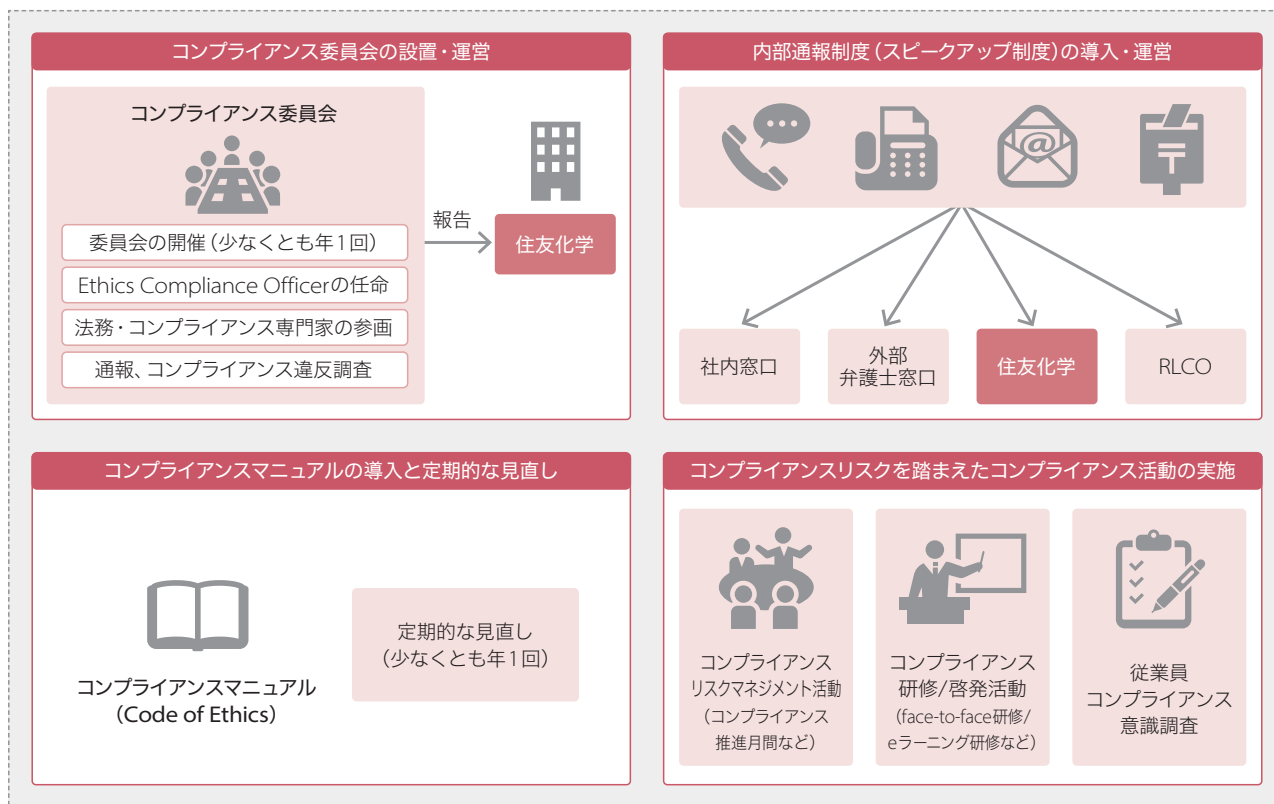 コンプライアンス委員会の設置・運営
コンプライアンス委員会
委員会の開催（少なくとも年1回）
Ethics Compliance Officerの任命
法務・コンプライアンス専門家の参画
通報、コンプライアンス違反調査
報告
住友化学
内部通報制度（スピークアップ制度）の導入・運営
@
〒
社内窓口
外部
弁護士窓口
住友化学
RLCO
コンプライアンスマニュアルの導入と定期的な見直し
コンプライアンスマニュアル
（Code of Ethics）
定期的な見直し
（少なくとも年1回）
コンプライアンスリスクを踏まえたコンプライアンス活動の実施
コンプライアンス
リスクマネジメント活動
（コンプライアンス
推進月間など）
コンプライアンス
研修/啓発活動
（face-to-face研修/
eラーニング研修など）
従業員
コンプライアンス
意識調査